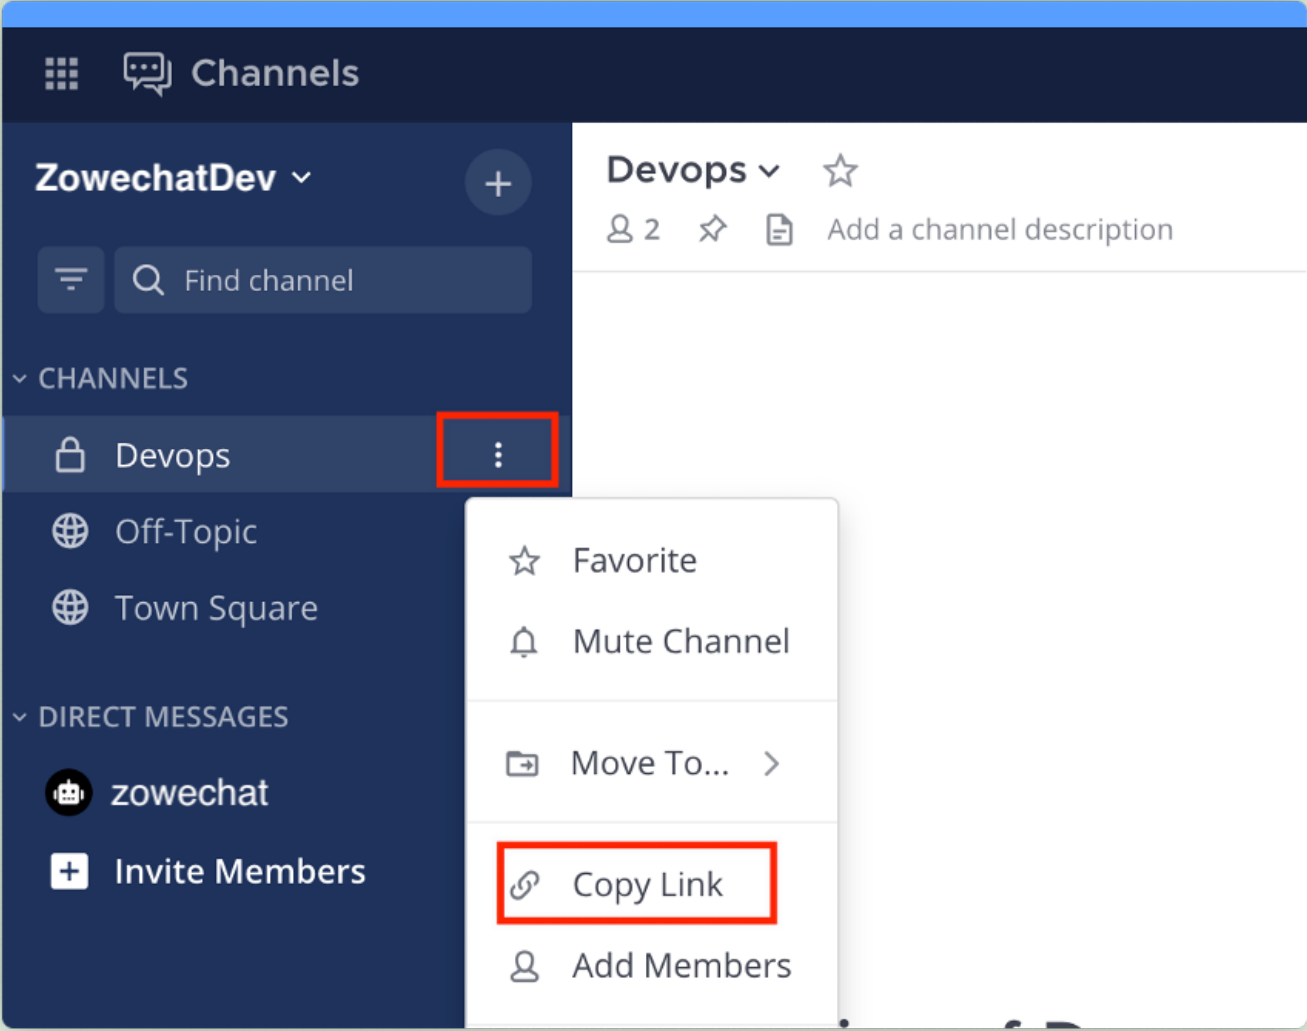 Channels
ZowechatDev
Find channel
CHANNELS
Devops
Off-Topic
Town Square
DIRECT MESSAGES
zowechat
Invite Members
Devops
2
Add a channel description
Favorite
Mute Channel
Move To...
Copy Link
Add Members